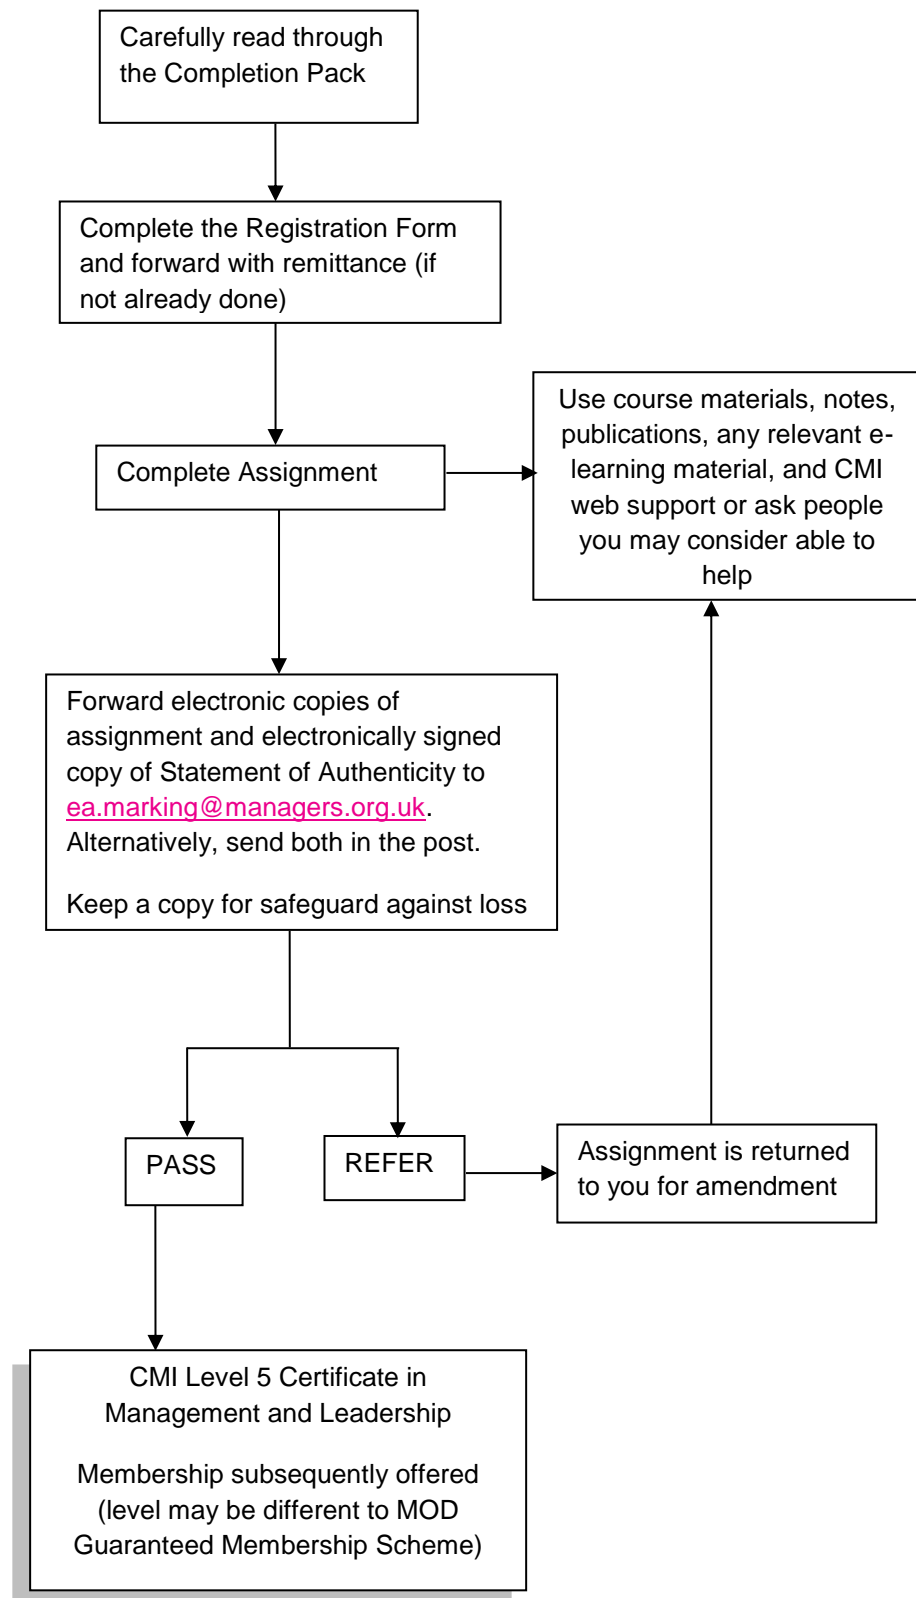 Carefully read through
the Completion Pack
Complete the Registration Form
and forward with remittance (if
not already done)
Complete Assignment
Use course materials, notes,
publications, any relevant e-
learning material, and CMI
web support or ask people
you may consider able to
help
Forward electronic copies of
assignment and electronically signed
copy of Statement of Authenticity to
ea.marking@managers.org.uk.
Alternatively, send both in the post.
Keep a copy for safeguard against loss
PASS
REFER
Assignment is returned
to you for amendment
CMI Level 5 Certificate in
Management and Leadership
Membership subsequently offered
(level may be different to MOD
Guaranteed Membership Scheme)